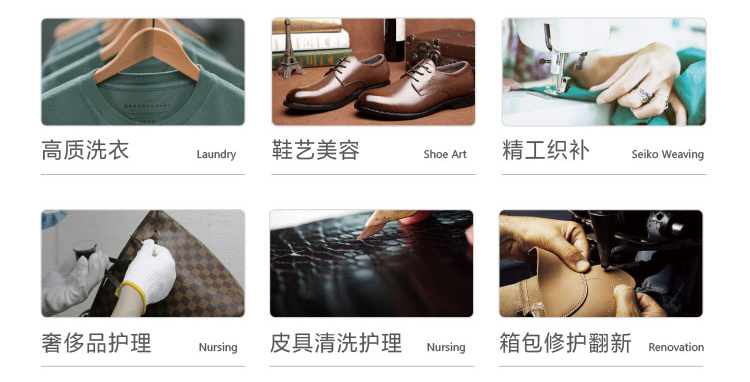 高质洗衣 Laundry
鞋艺美容 Shoe Art
精工织补 Seiko Weaving
奢侈品护理 Nursing
皮具清洗护理 Nursing
箱包修护翻新 Renovation